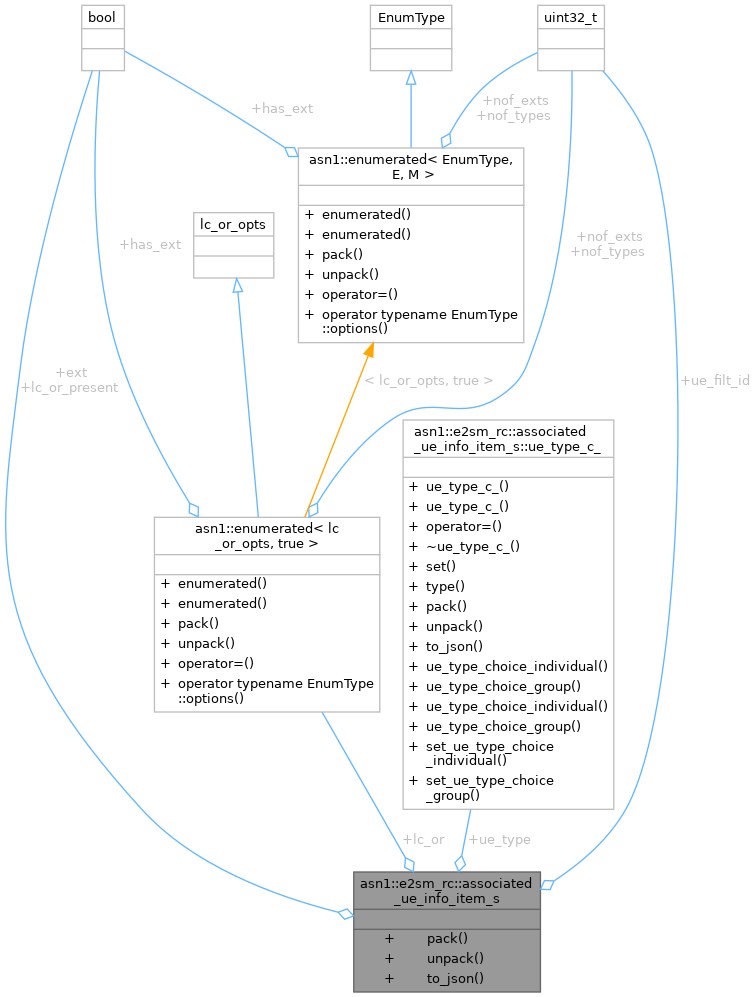 bool
EnumType
uint32_t
+has_ext
+nof_exts
+nof_types
asn1::enumerated< EnumType,
E, M >
+ enumerated()
+ enumerated()
+ pack()
+ unpack()
+ operator=()
+ operator typename EnumType
::options()
lc_or_opts
+has_ext
+nof_exts
+nof_types
+ext
+lc_or_present
< lc_or_opts, true >
+ue_filt_id
asn1::e2sm_rc::associated
_ue_info_item_s::ue_type_c_
+ ue_type_c_()
+ ue_type_c_()
+ operator=()
+ ~ue_type_c_()
+ set()
+ type()
+ pack()
+ unpack()
+ to_json()
+ ue_type_choice_individual()
+ ue_type_choice_group()
+ ue_type_choice_individual()
+ ue_type_choice_group()
+ set_ue_type_choice
_individual()
+ set_ue_type_choice
_group()
asn1::enumerated< lc
_or_opts, true >
+ enumerated()
+ enumerated()
+ pack()
+ unpack()
+ operator=()
+ operator typename EnumType
::options()
+lc_or
+ue_type
asn1::e2sm_rc::associated
_ue_info_item_s
+ pack()
+ unpack()
+ to_json()